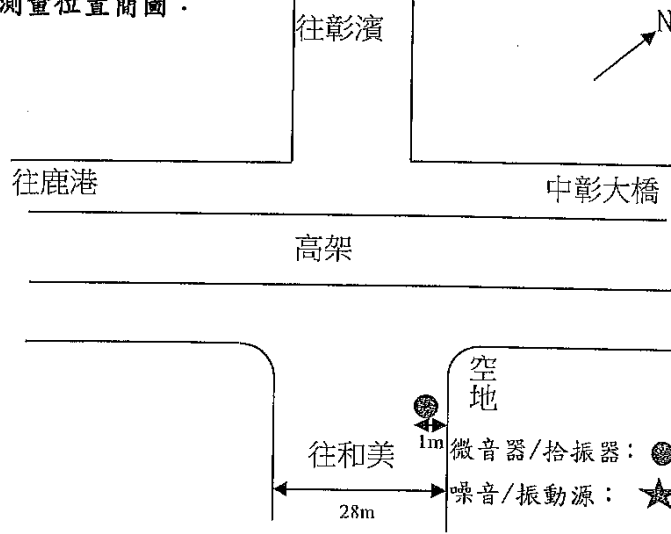 測量位置簡圖：
往彰濱
N
往鹿港
中彰大橋
高架
空地
1m
微音器/拾振器：
往和美
噪音/振動源：
28m